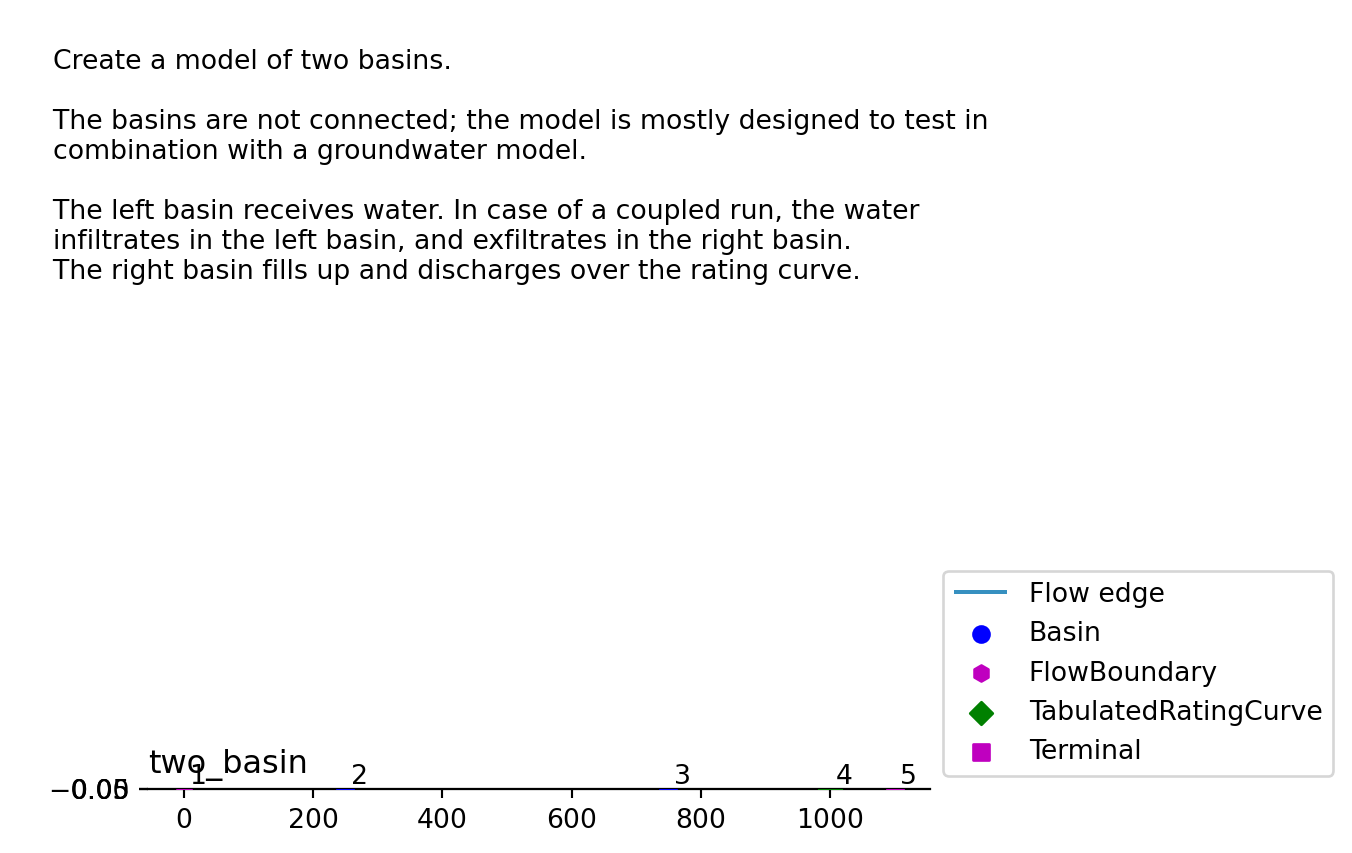 Create a model of two basins.
The basins are not connected; the model is mostly designed to test in
combination with a groundwater model.
The left basin receives water. In case of a coupled run, the water
infiltrates in the left basin, and exfiltrates in the right basin.
The right basin fills up and discharges over the rating curve.
Flow edge
Basin
FlowBoundary
TabulatedRatingCurve
Terminal
two_basin
1 2 3 4 5
0 200 400 600 800 1000